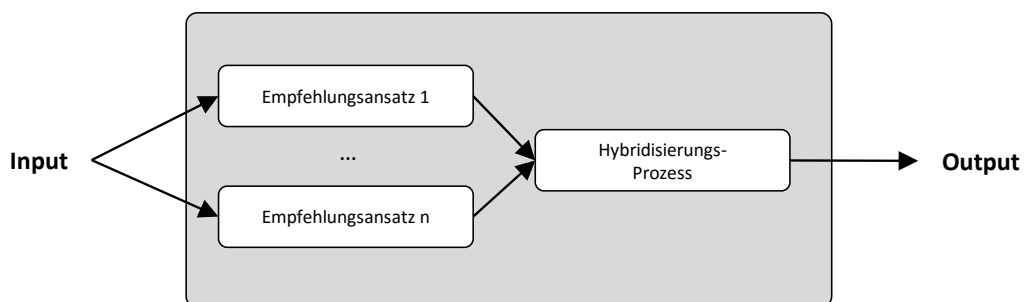 Empfehlungsansatz 1
Input
...
Hybridisierungs-
Prozess
Output
Empfehlungsansatz n